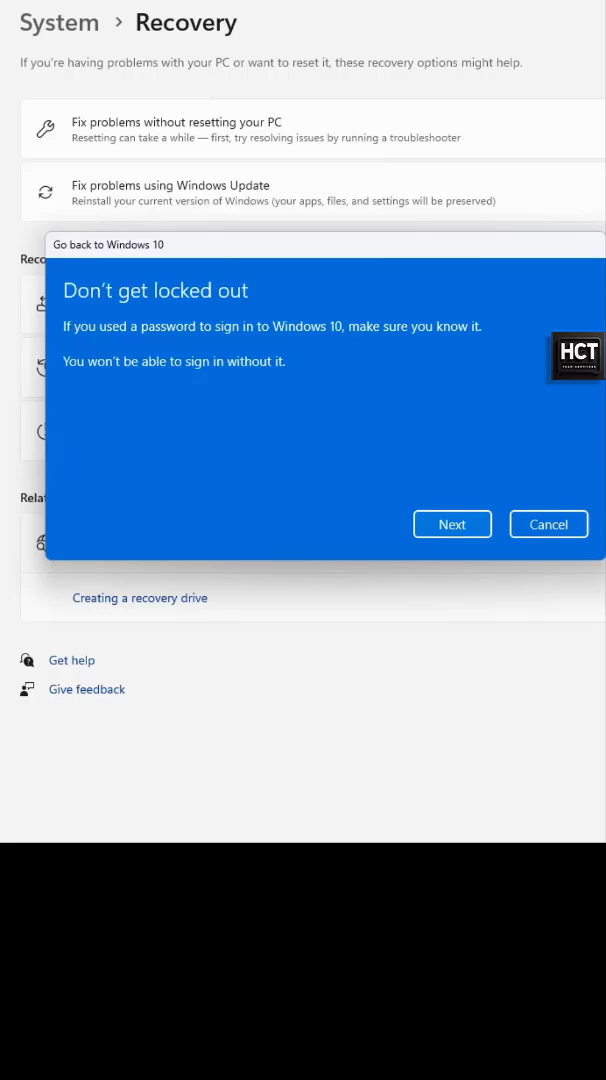 System > Recovery
If you're having problems with your PC or want to reset it, these recovery options might help.
Fix problems without resetting your PC
Resetting can take a while — first, try resolving issues by running a troubleshooter
Fix problems using Windows Update
Reinstall your current version of Windows (your apps, files, and settings will be preserved)
Reco
Go back to Windows 10
Don't get locked out
If you used a password to sign in to Windows 10, make sure you know it.
You won't be able to sign in without it.
HCT
Next
Cancel
Rela
Creating a recovery drive
Get help
Give feedback